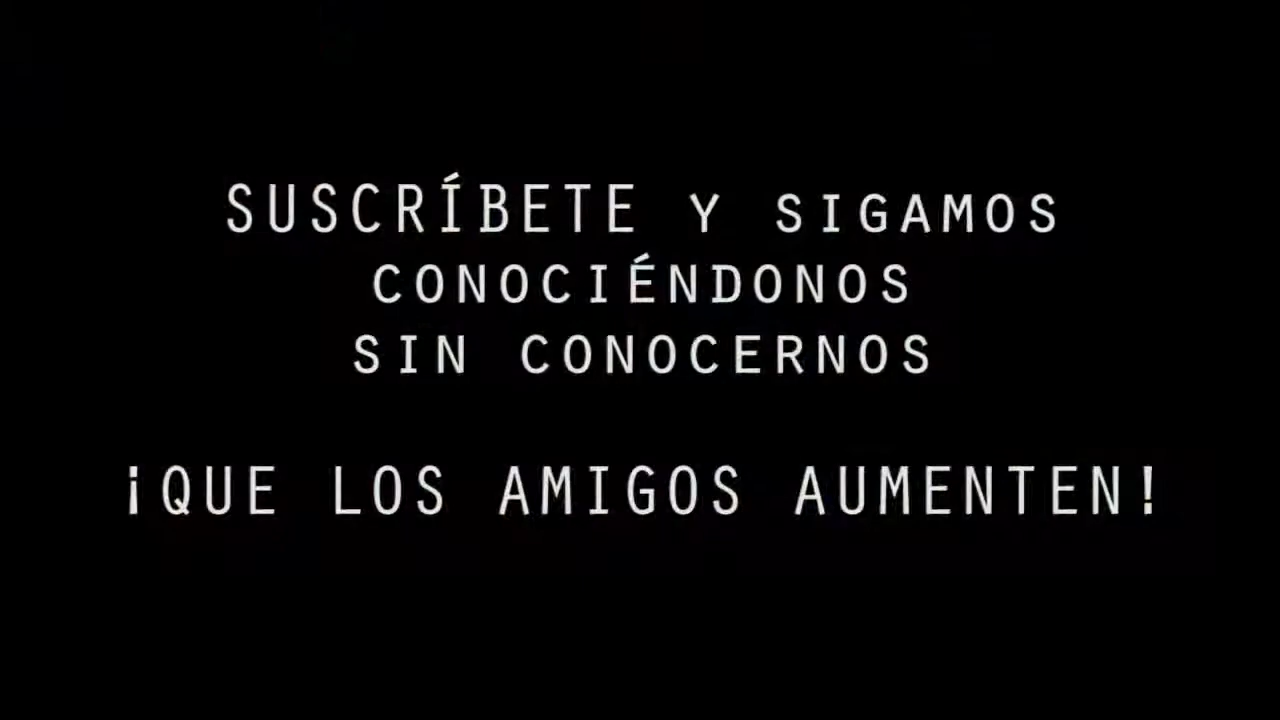 SUSCRÍBETE Y SIGAMOS
CONOCIÉNDONOS
SIN CONOCERNOS
¡QUE LOS AMIGOS AUMENTEN!